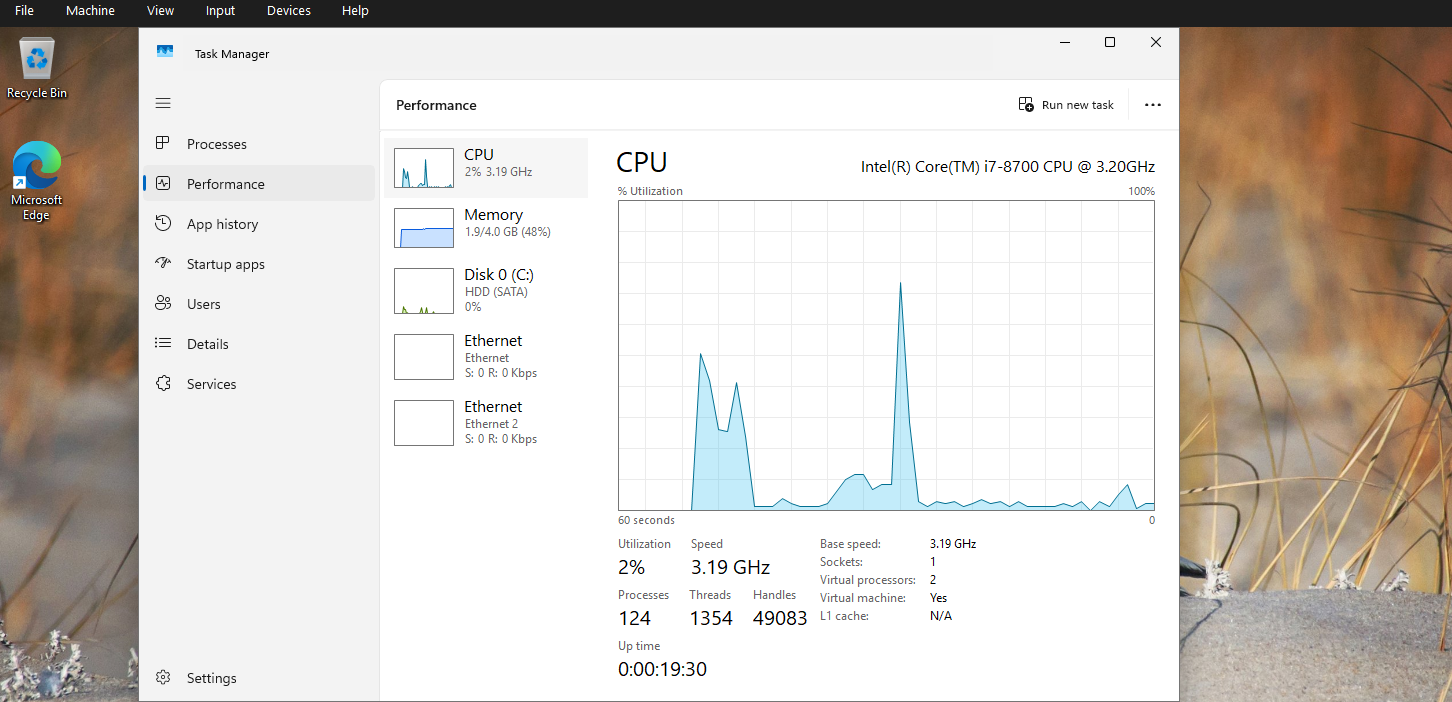 File Machine View Input Devices Help
Recycle Bin
Microsoft
Edge
Task Manager
Processes
Performance
App history
Startup apps
Users
Details
Services
Settings
Performance
Run new task
CPU
2% 3.19 GHz
Memory
1.9/4.0 GB (48%)
Disk 0 (C:)
HDD (SATA)
0%
Ethernet
Ethernet
S: 0 R: 0 Kbps
Ethernet
Ethernet 2
S: 0 R: 0 Kbps
CPU Intel(R) Core(TM) i7-8700 CPU @ 3.20GHz
% Utilization 100%
60 seconds 0
Utilization Speed
2% 3.19 GHz
Processes Threads Handles
124 1354 49083
Up time
0:00:19:30
Base speed: 3.19 GHz
Sockets: 1
Virtual processors: 2
Virtual machine: Yes
L1 cache: N/A